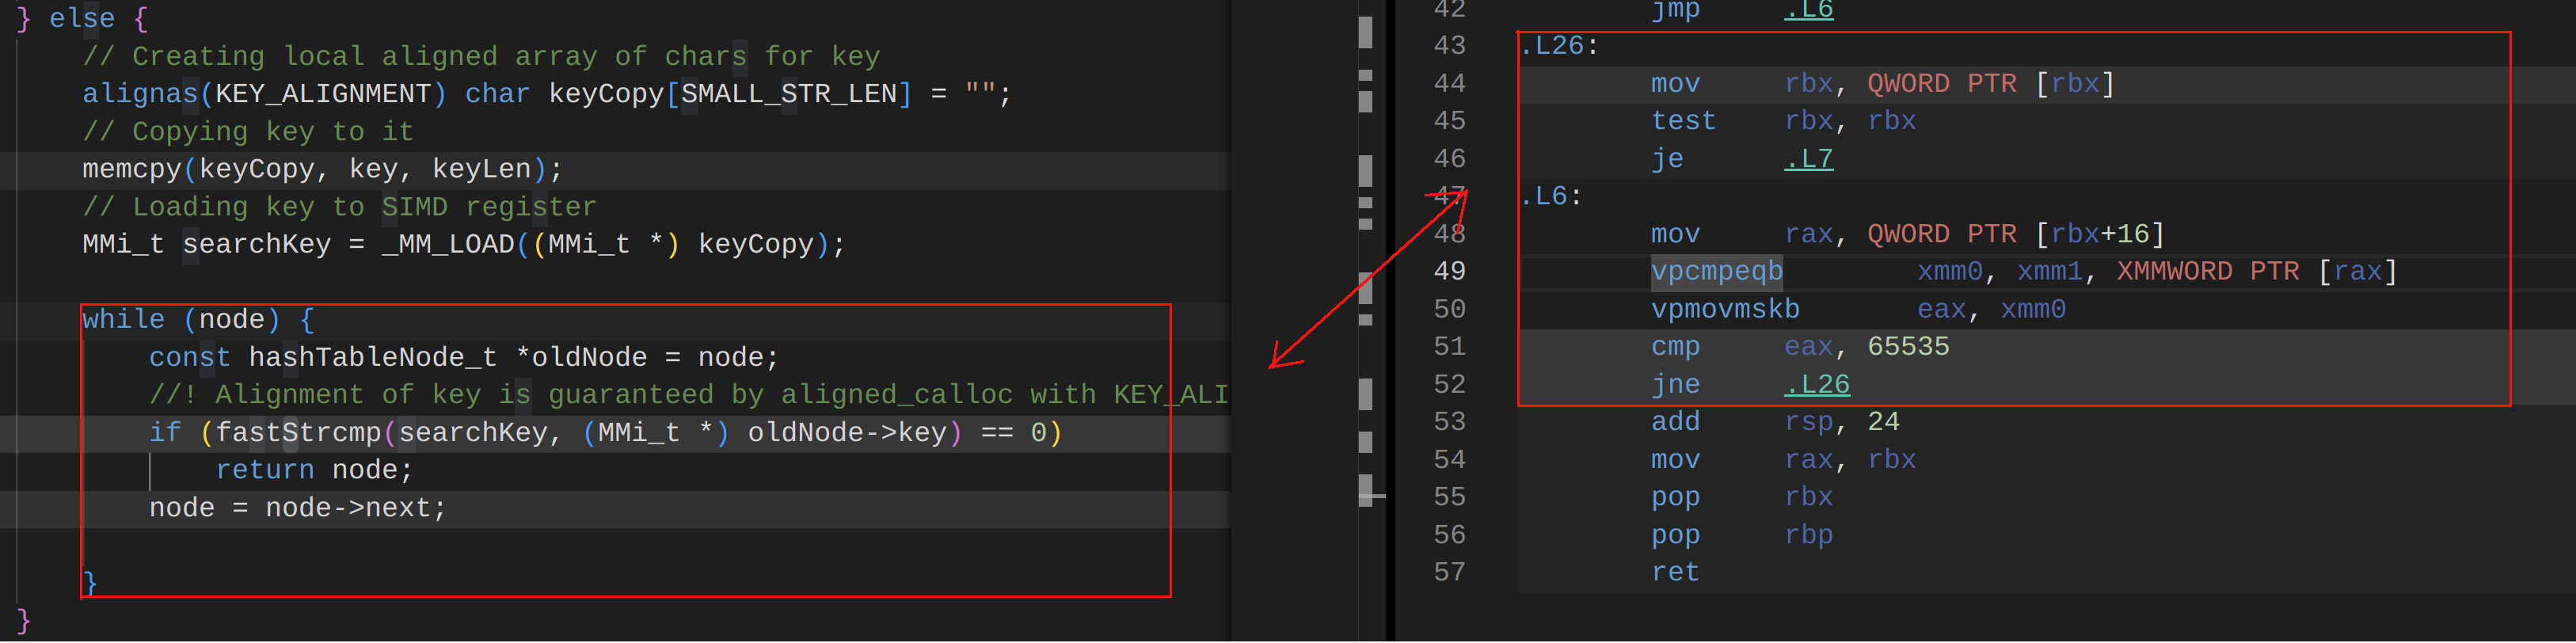 } else {
// Creating local aligned array of chars for key
alignas(KEY_ALIGNMENT) char keyCopy[SMALL_STR_LEN] = "";
// Copying key to it
memcpy(keyCopy, key, keyLen);
// Loading key to SIMD register
MMi_t searchKey = _MM_LOAD((MMi_t *) keyCopy);
while (node) {
const hashTableNode_t *oldNode = node;
//! Alignment of key is guaranteed by aligned_calloc with KEY_ALI
if (fastStrcmp(searchKey, (MMi_t *) oldNode->key) == 0)
return node;
node = node->next;
}
}
42 jmp .L6
43 .L26:
44 mov rbx, QWORD PTR [rbx]
45 test rbx, rbx
46 je .L7
47 .L6:
48 mov rax, QWORD PTR [rbx+16]
49 vpcmpeqb xmm0, xmm1, XMMWORD PTR [rax]
50 vpmovmskb eax, xmm0
51 cmp eax, 65535
52 jne .L26
53 add rsp, 24
54 mov rax, rbx
55 pop rbx
56 pop rbp
57 ret